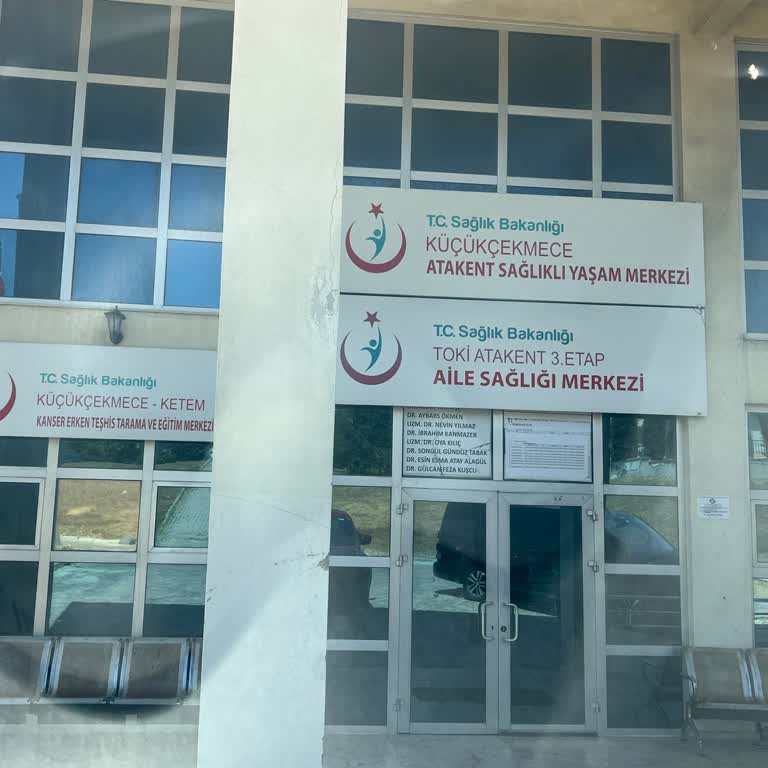 T.C. Sağlık Bakanlığı
KÜÇÜKÇEKMECE
ATAKENT SAĞLIKLI YAŞAM MERKEZİ
T.C. Sağlık Bakanlığı
TOKİ ATAKENT 3.ETAP
AİLE SAĞLIĞI MERKEZİ
T.C. Sağlık Bakanlığı
KÜÇÜKÇEKMECE - KETEM
KANSER ERKEN TEŞHİS TARAMA VE EĞİTİM MERKEZİ
DR. AYBARS ÖKMEN
UZM. DR. NEVİN YILMAZ
DR. İBRAHİM KANMAZER
UZM. DR. OYA KILIÇ
DR. SONGÜL GÜNDÜZ TABAK
DR. ESİN ESMA ATAY ALAGÜL
DR. GÜLCAN FEZA KUŞCU